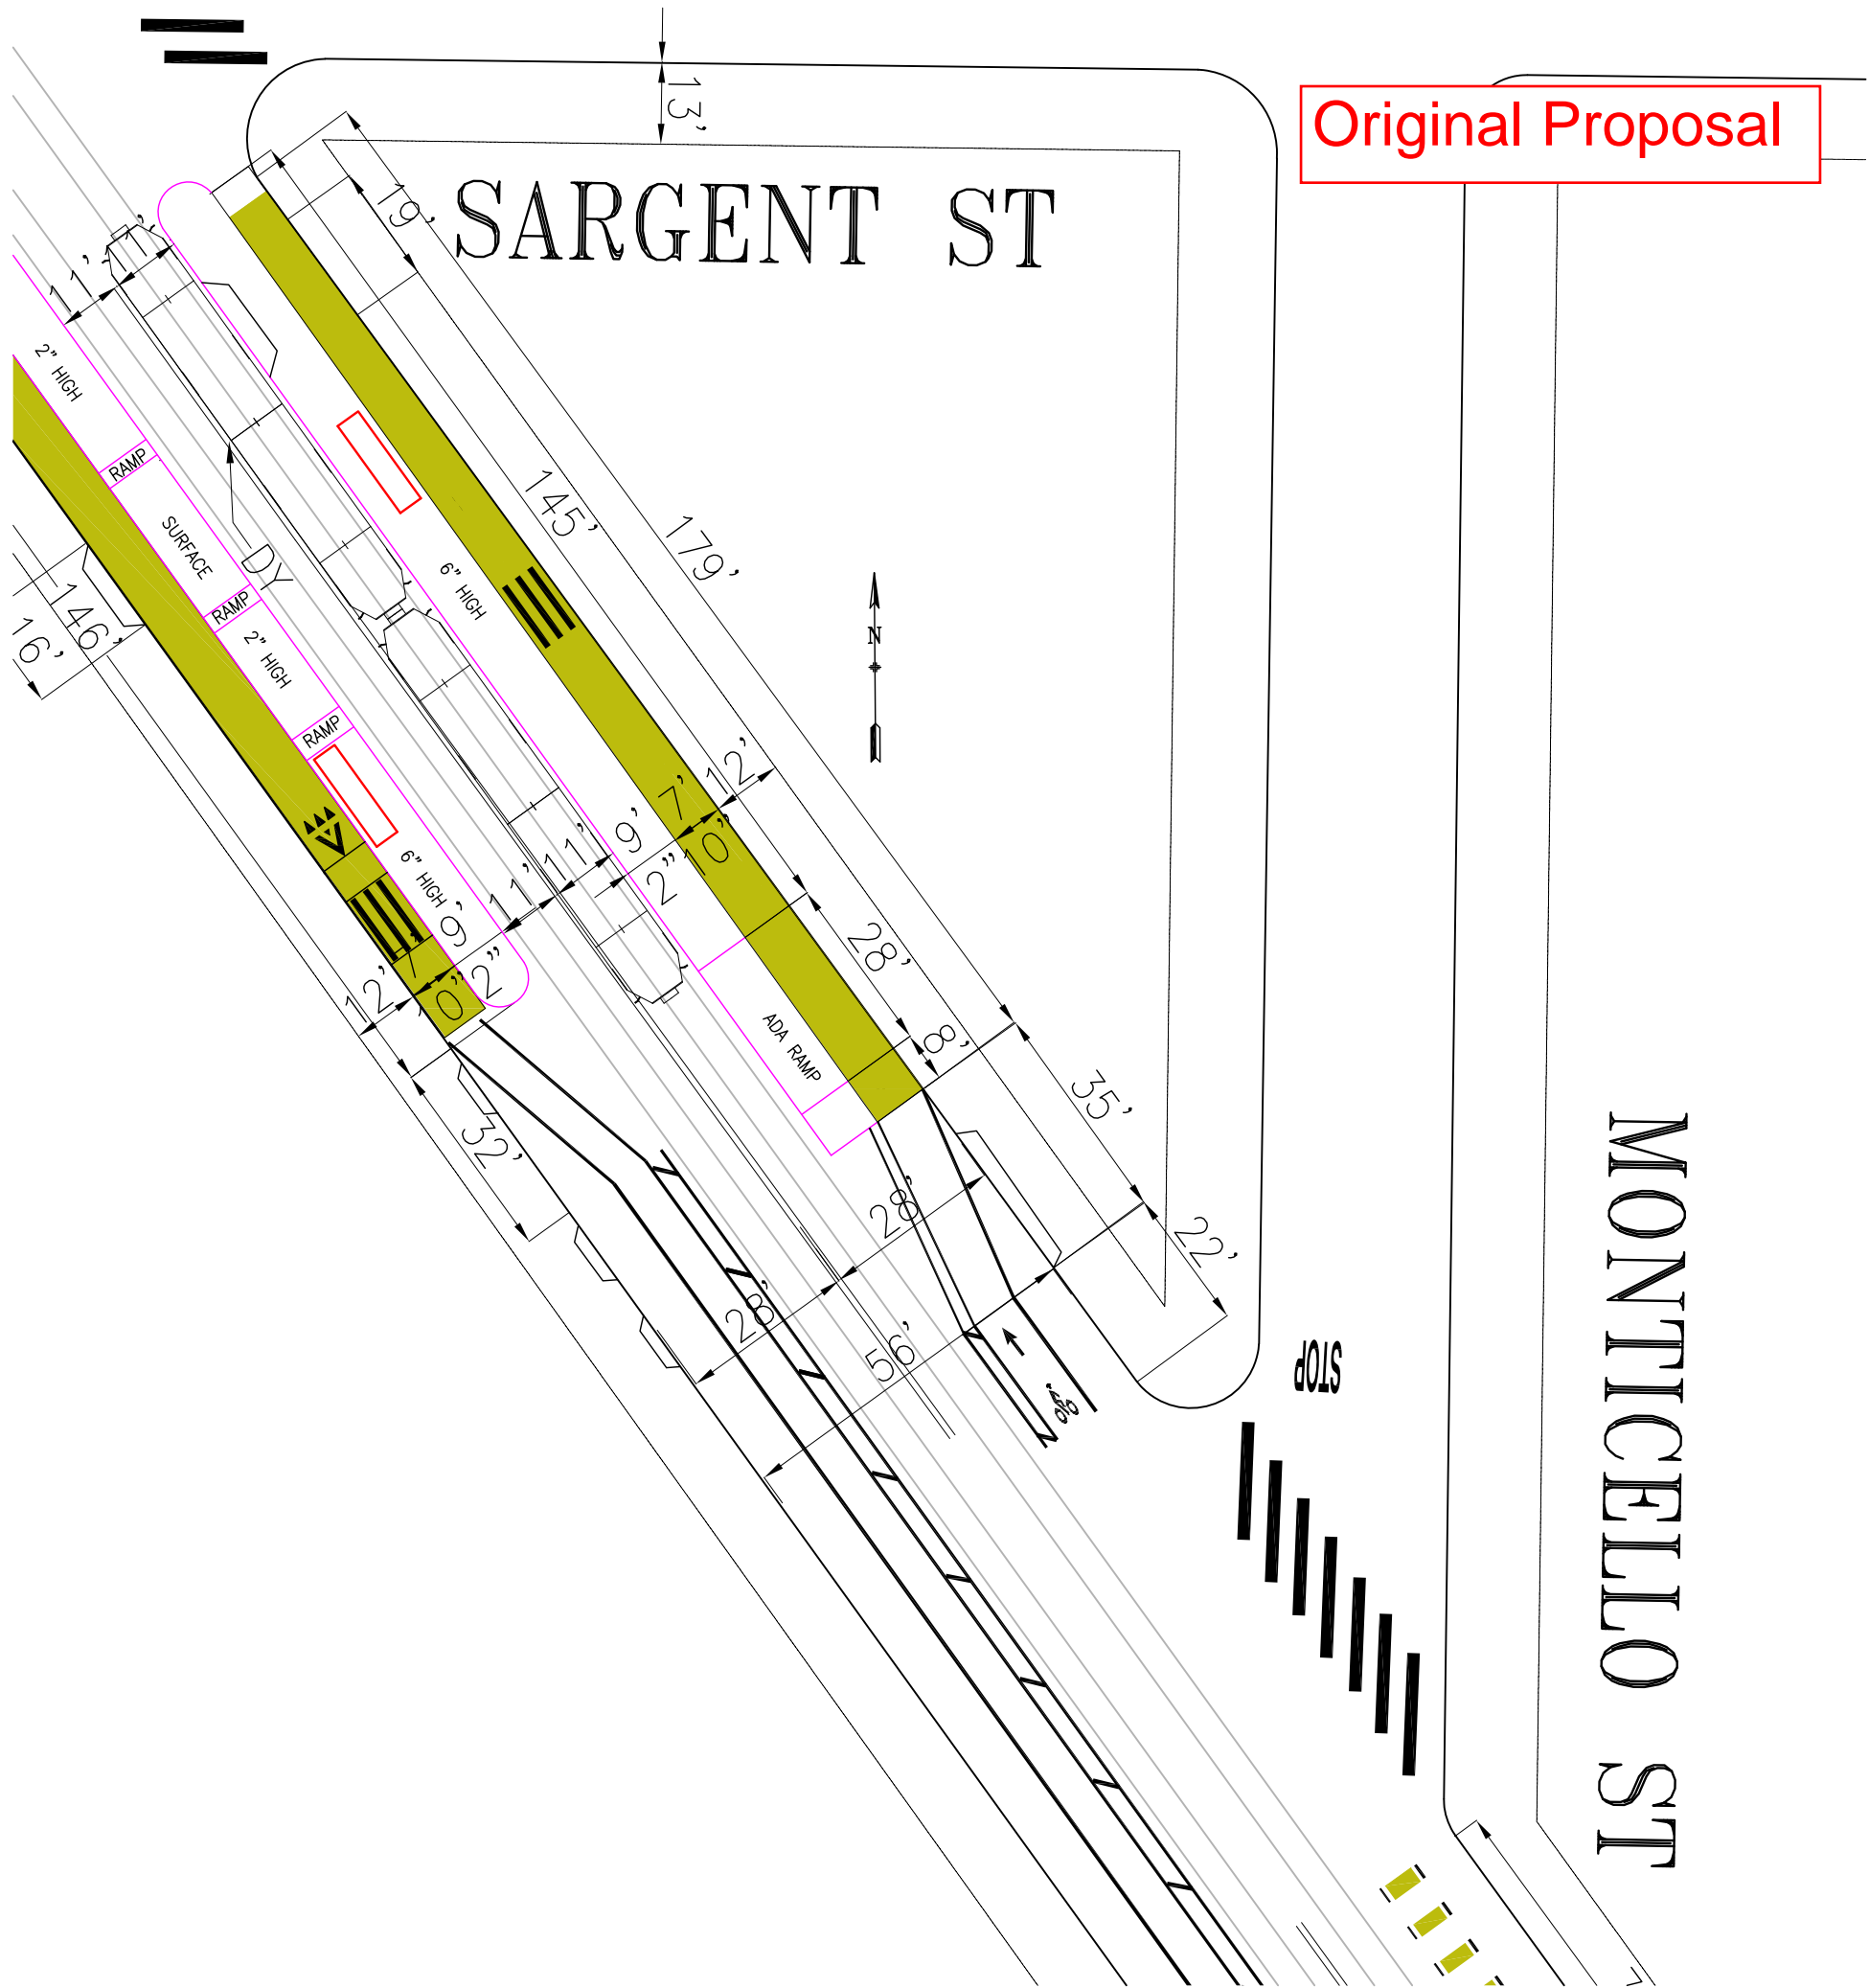 13'
Original Proposal
SARGENT ST
19'
11'
11'
2" HIGH
RAMP
SURFACE
RAMP
2" HIGH
RAMP
6" HIGH
DY
145'
179'
6" HIGH
N
146'
16'
12'
7'
10"
9'
2"
11'
11'
9'
2"
7'
10"
12'
28'
8'
ADA RAMP
35'
22'
32'
28'
28'
56'
STOP
MONTICELLO ST